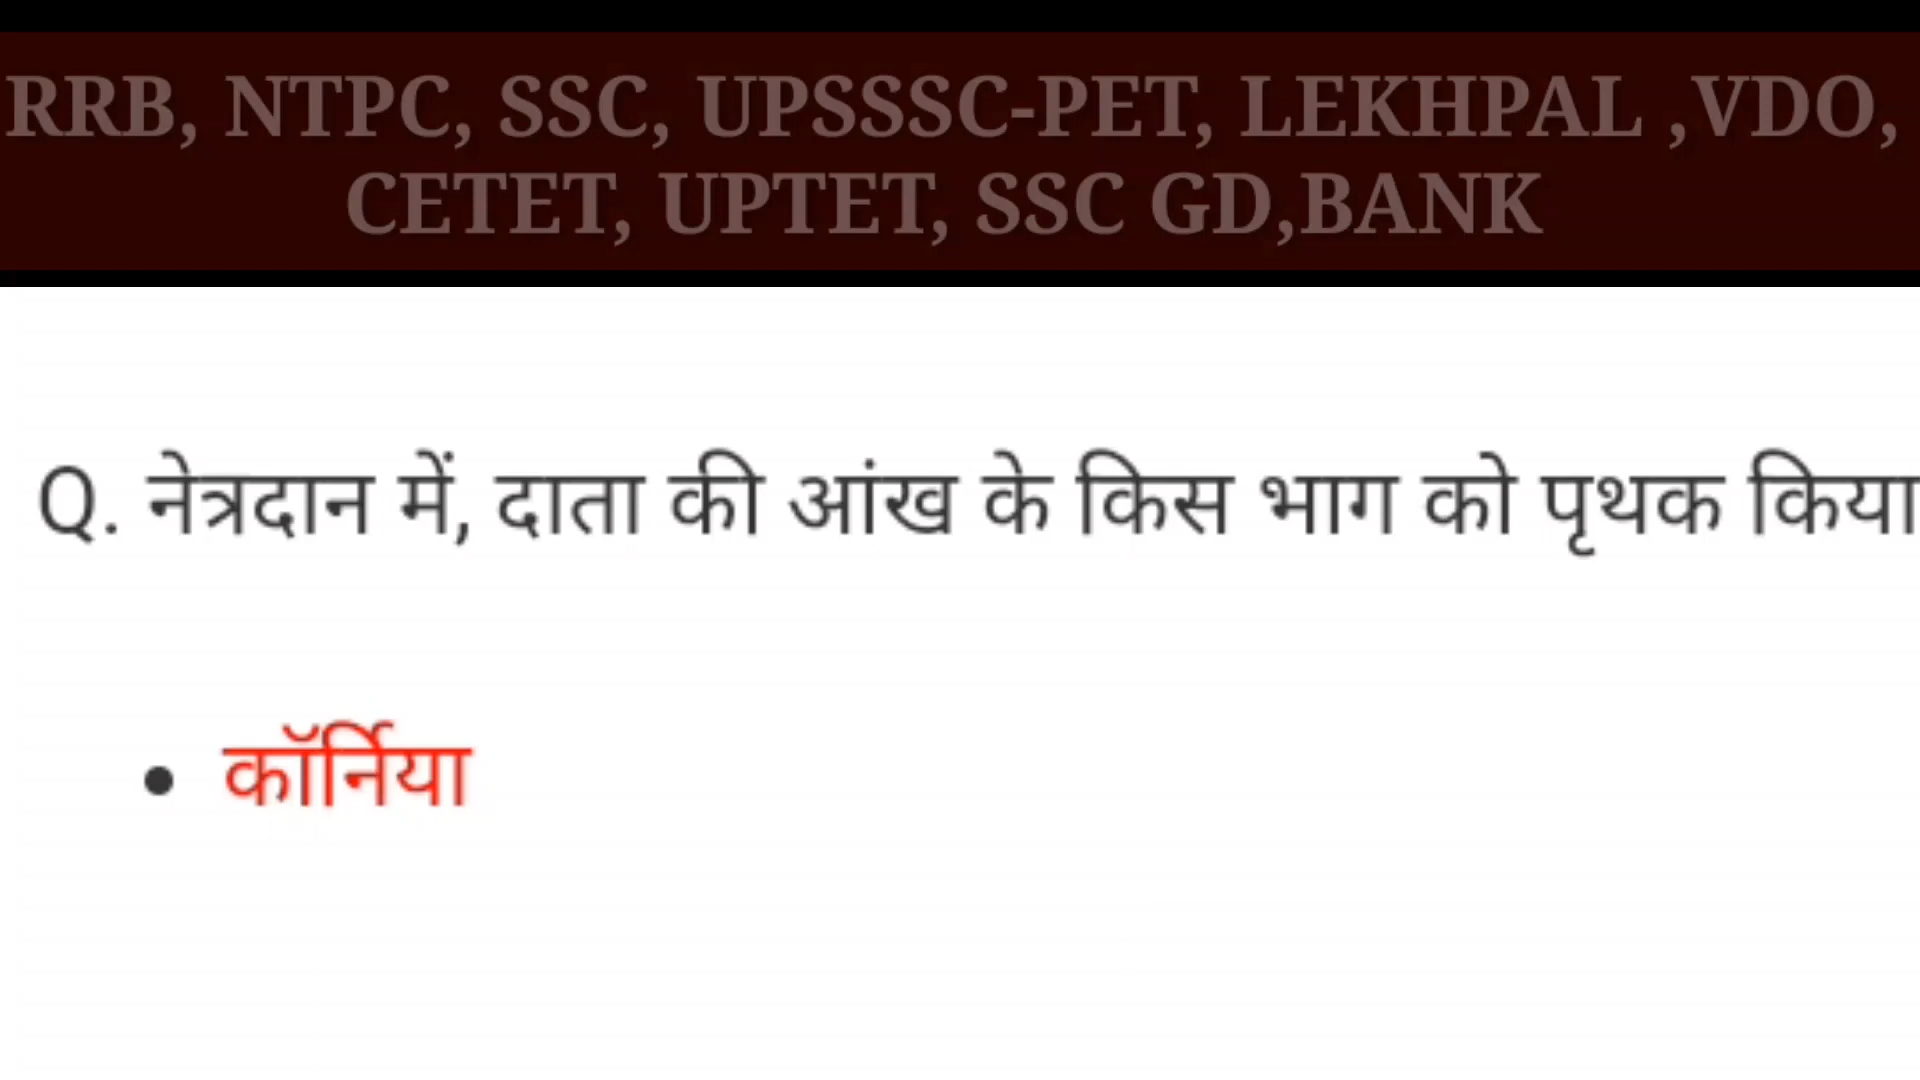 RRB, NTPC, SSC, UPSSSC-PET, LEKHPAL ,VDO,
CETET, UPTET, SSC GD,BANK
Q. नेत्रदान में, दाता की आंख के किस भाग को पृथक किया
कॉर्निया